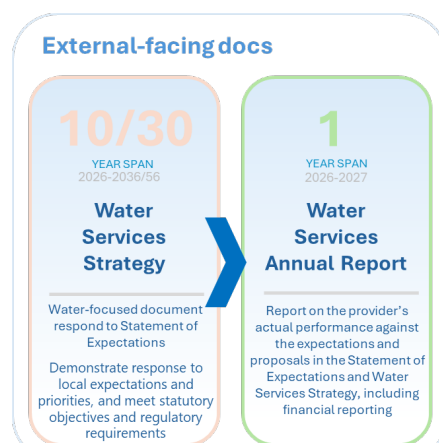 External-facing docs
10/30
YEAR SPAN
2026-2036/56
Water
Services
Strategy
Water-focused document
respond to Statement of
Expectations
Demonstrate response to
local expectations and
priorities, and meet statutory
objectives and regulatory
requirements
1
YEAR SPAN
2026-2027
Water
Services
Annual Report
Report on the provider's
actual performance against
the expectations and
proposals in the Statement of
Expectations and Water
Services Strategy, including
financial reporting